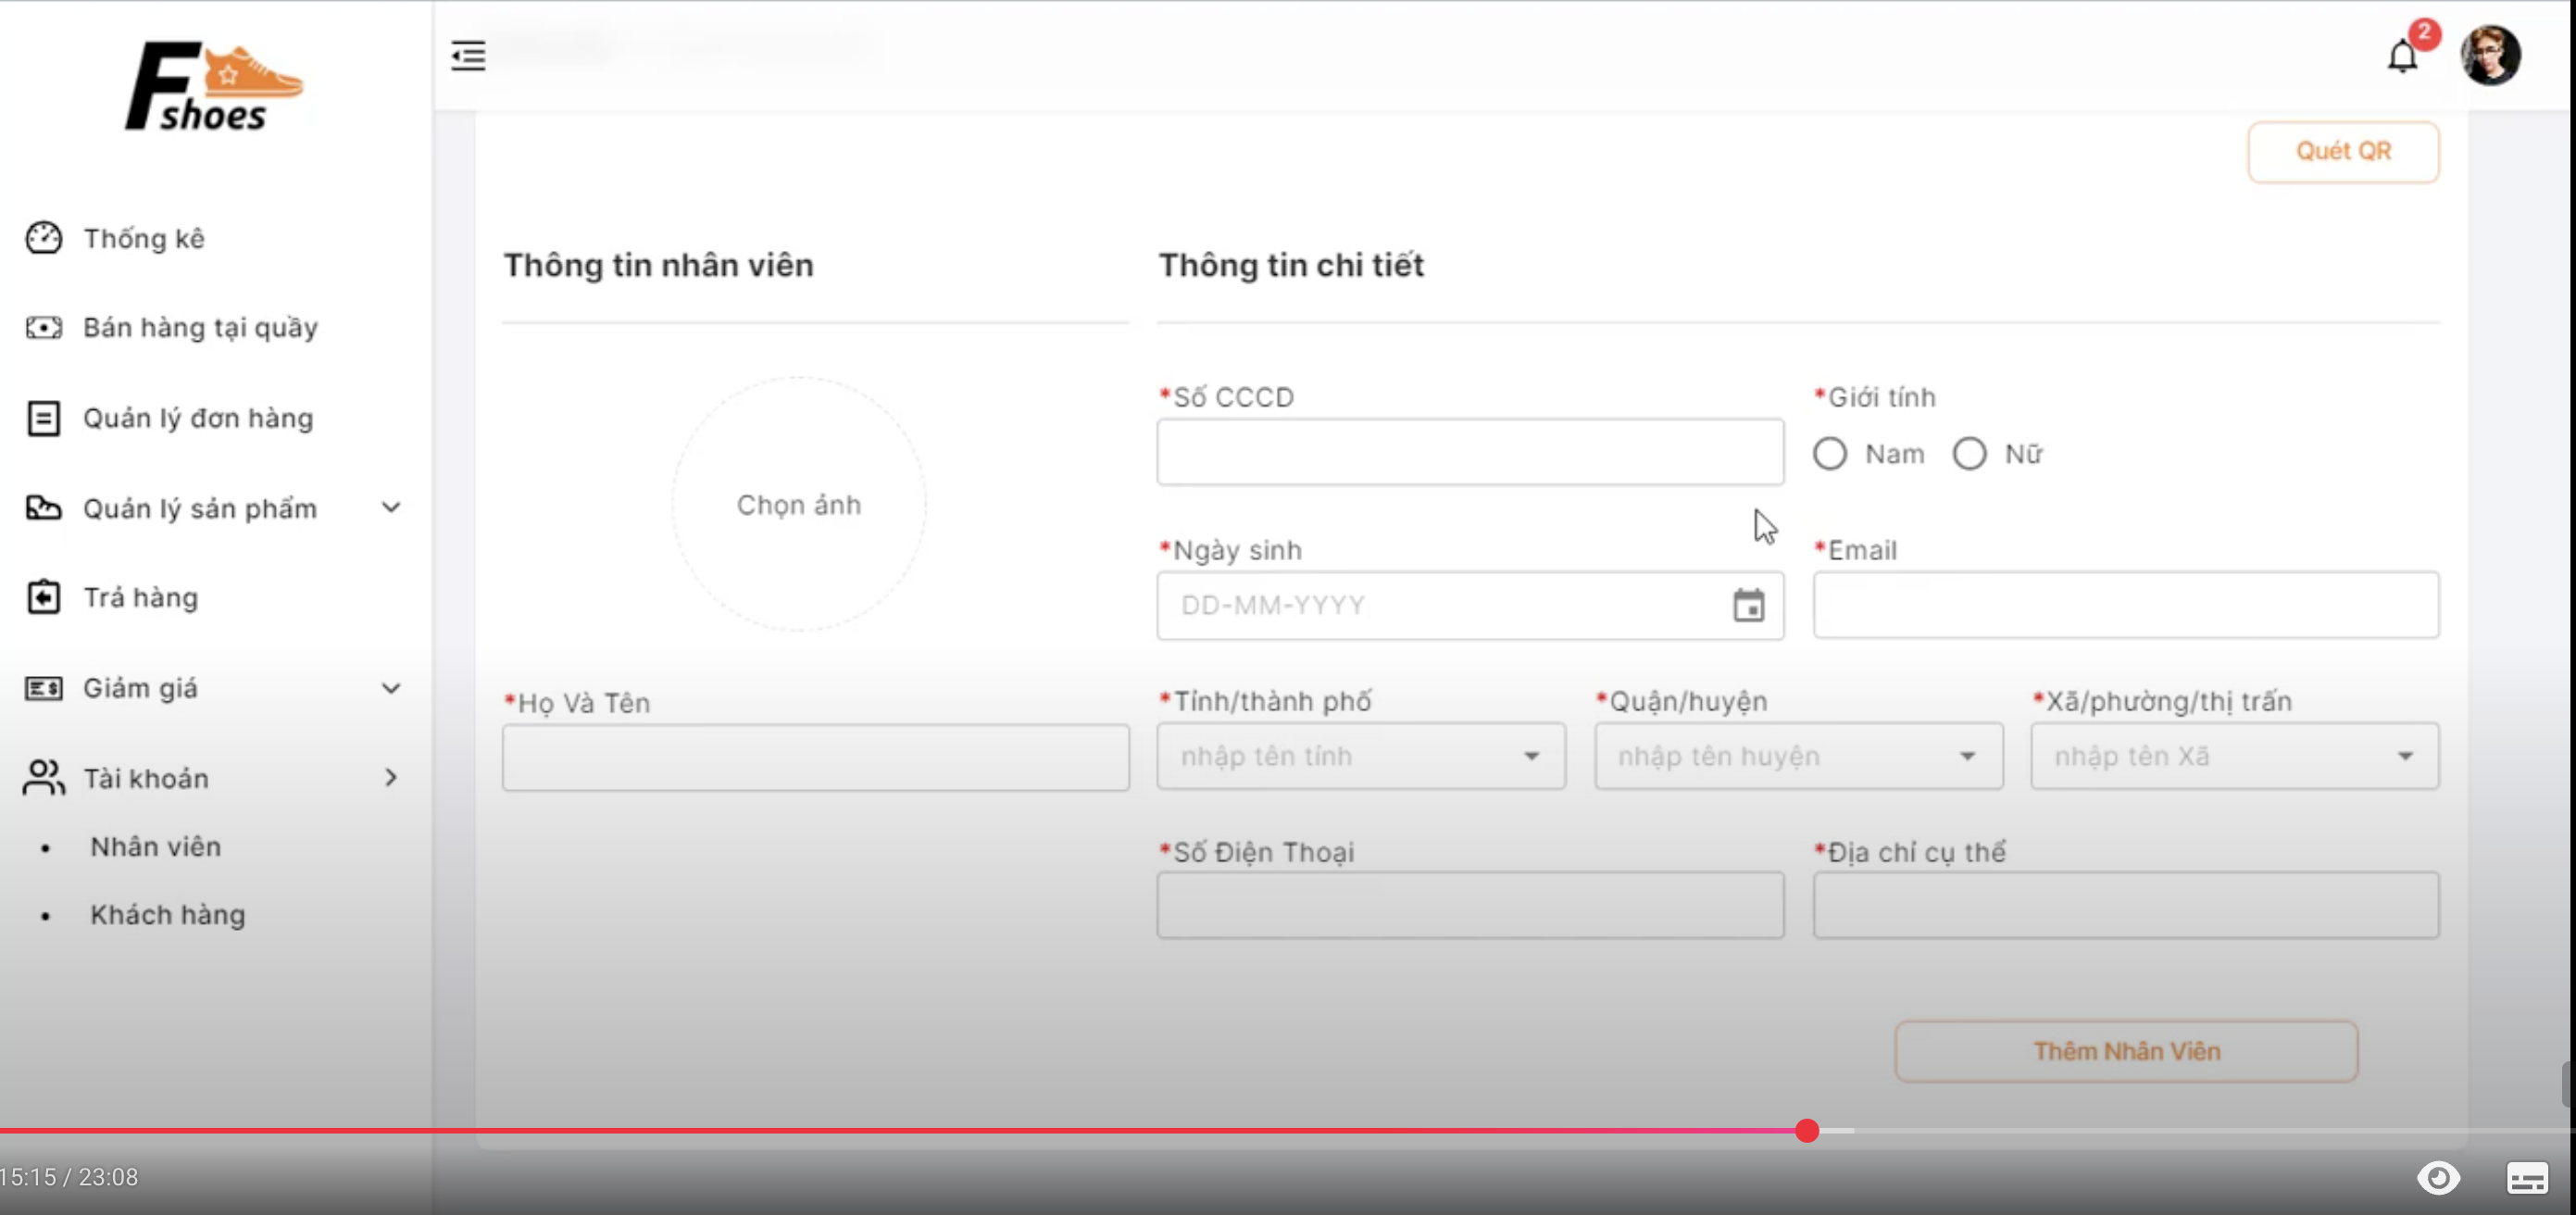 F
shoes
2
Quét QR
Thống kê
Bán hàng tại quầy
Quản lý đơn hàng
Quản lý sản phẩm
Trả hàng
Giảm giá
Tài khoản
Nhân viên
Khách hàng
Thông tin nhân viên
Chọn ảnh
*Họ Và Tên
Thông tin chi tiết
*Số CCCD
*Giới tính
Nam Nữ
*Ngày sinh
*Email
DD-MM-YYYY
*Tỉnh/thành phố
*Quận/huyện
*Xã/phường/thị trấn
nhập tên tỉnh
nhập tên huyện
nhập tên Xã
*Số Điện Thoại
*Địa chỉ cụ thể
Thêm Nhân Viên
15:15 / 23:08